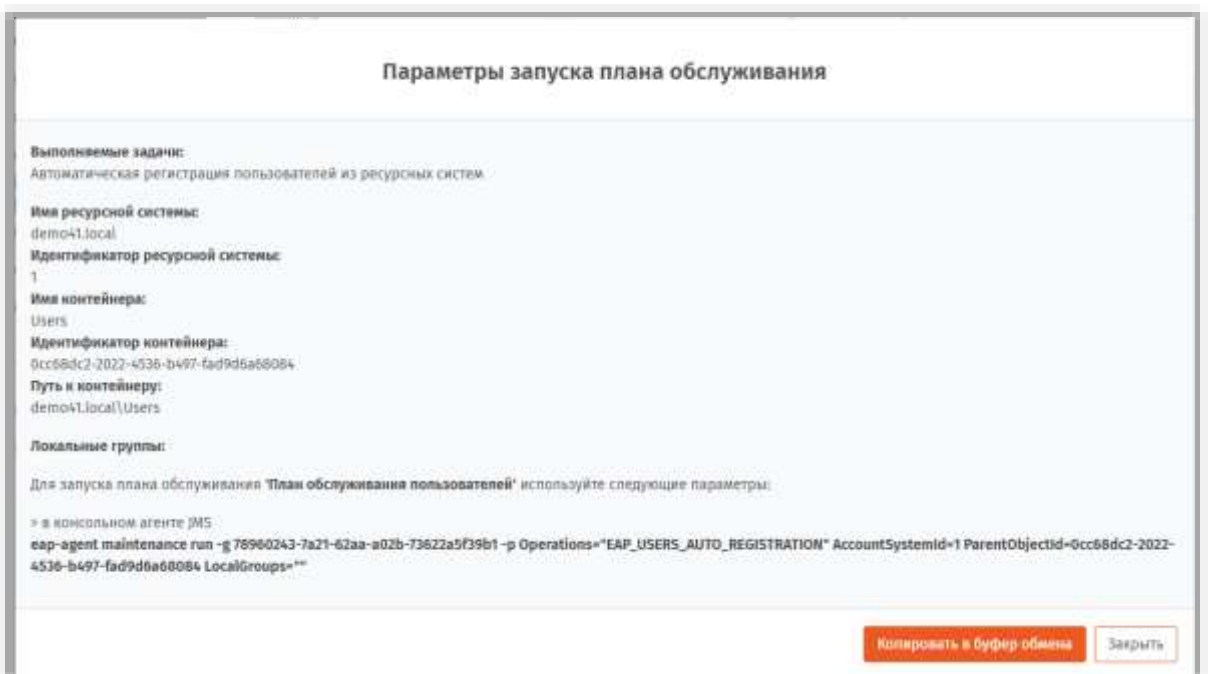 Параметры запуска плана обслуживания
Выполняемые задачи:
Автоматическая регистрация пользователей из ресурсных систем
Имя ресурсной системы:
demo41.local
Идентификатор ресурсной системы:
1
Имя контейнера:
Users
Идентификатор контейнера:
0cc68dc2-2022-4536-b497-fad9d6a68084
Путь к контейнеру:
demo41.local\Users
Локальные группы:
Для запуска плана обслуживания 'План обслуживания пользователей' используйте следующие параметры:
> в консольном агенте JMS
eap-agent maintenance run -g 78960243-7a21-62aa-a02b-73622a5f39b1 -p Operations="EAP_USERS_AUTO_REGISTRATION" AccountSystemId=1 ParentObjectId=0cc68dc2-2022-
4536-b497-fad9d6a68084 LocalGroups=""
Копировать в буфер обмена
Закрыть